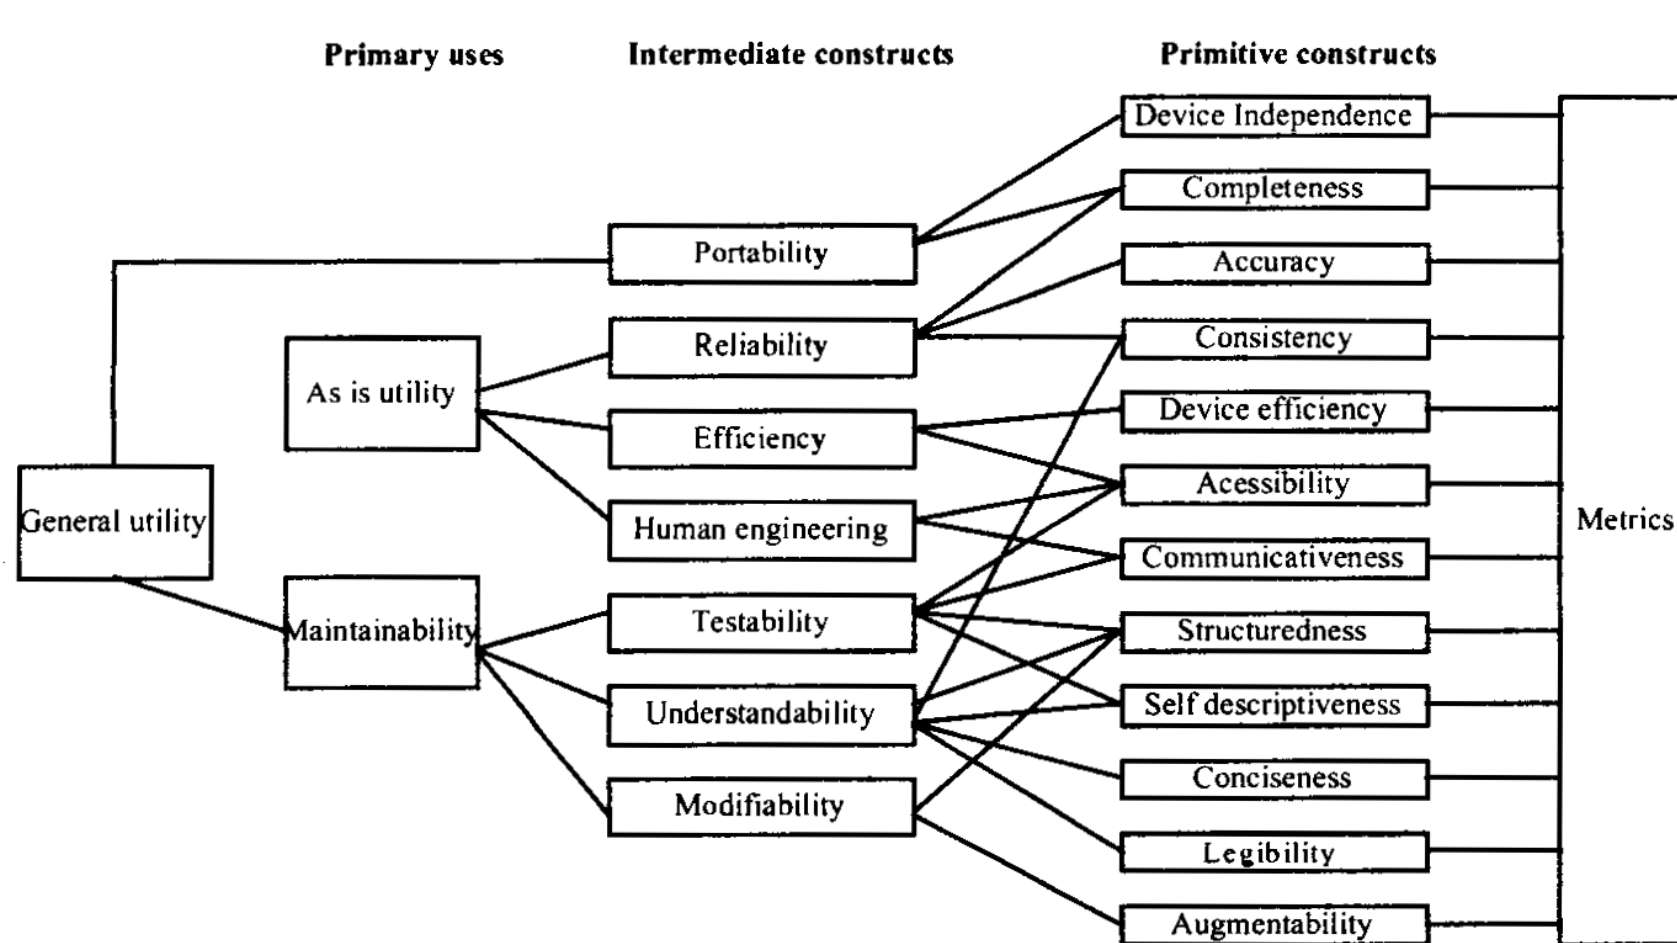 Primary uses
Intermediate constructs
Primitive constructs
Device Independence
Completeness
Portability
Accuracy
Reliability
Consistency
As is utility
Device efficiency
Efficiency
Acessibility
General utility
Human engineering
Metrics
Communicativeness
Maintainability
Testability
Structuredness
Understandability
Self descriptiveness
Conciseness
Modifiability
Legibility
Augmentability